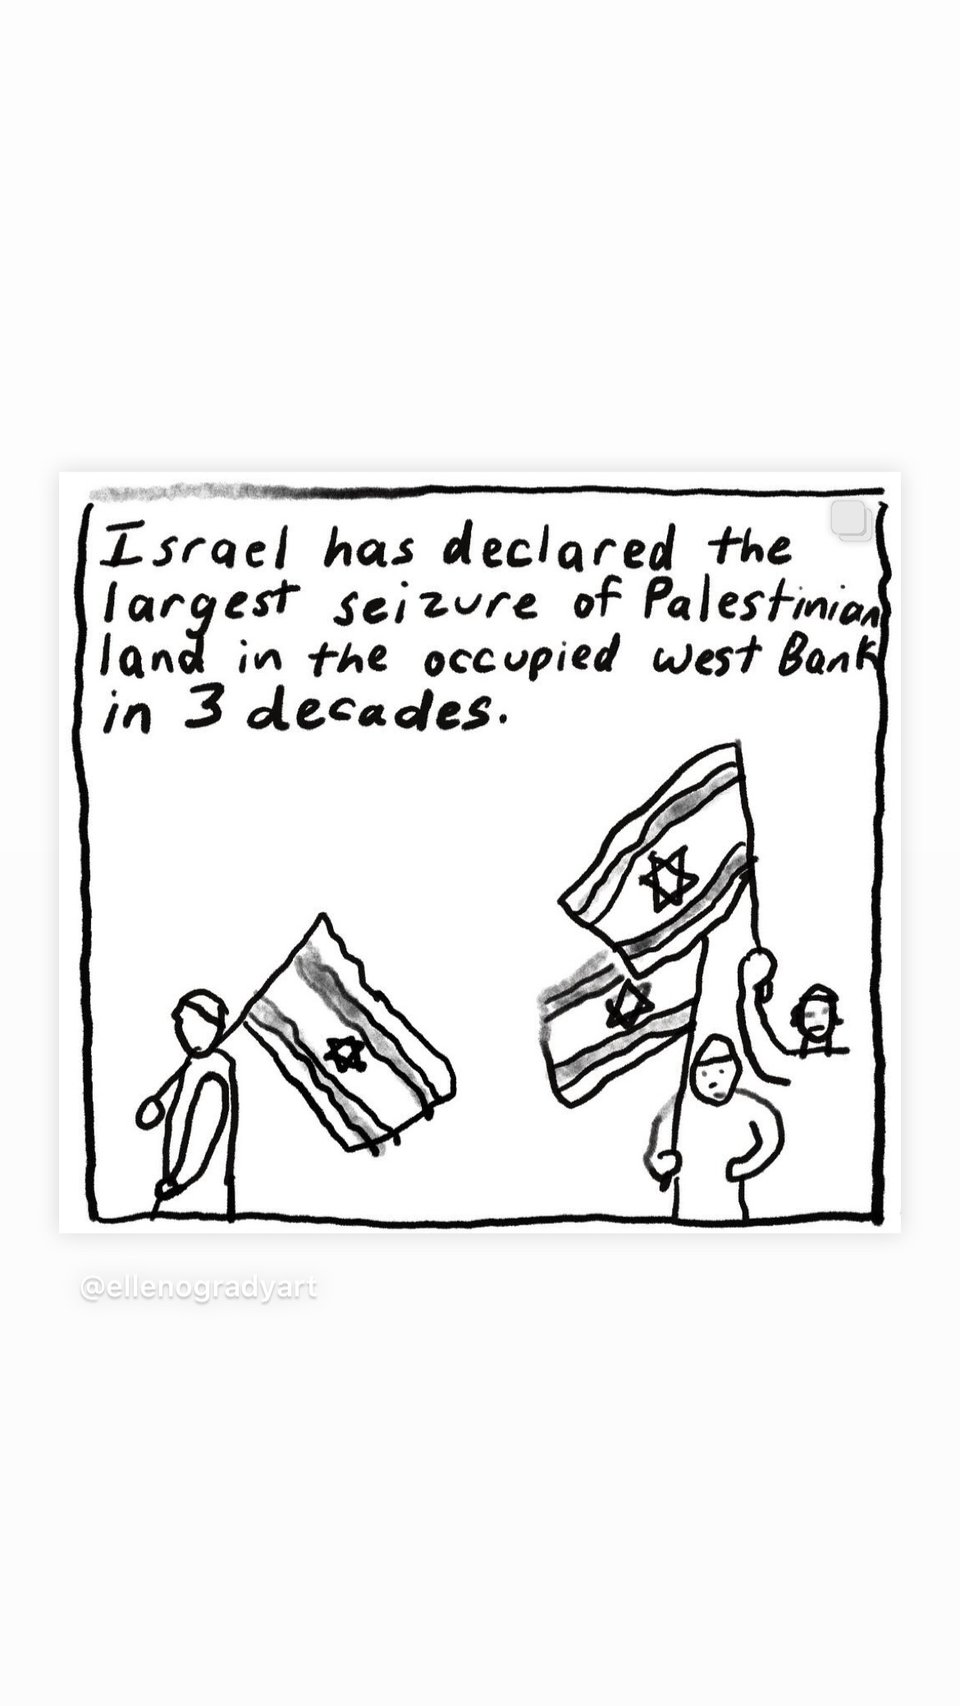 Israel has declared the
largest seizure of Palestinian
land in the occupied west Bank
in 3 decades.
@ellenogradyart